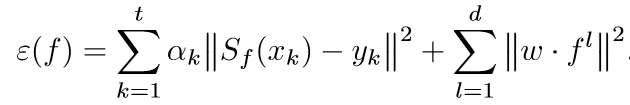 ε(f) = ∑_{k=1}^{t} α_k ‖S_f(x_k) − y_k‖² + ∑_{l=1}^{d} ‖w · f^l‖².